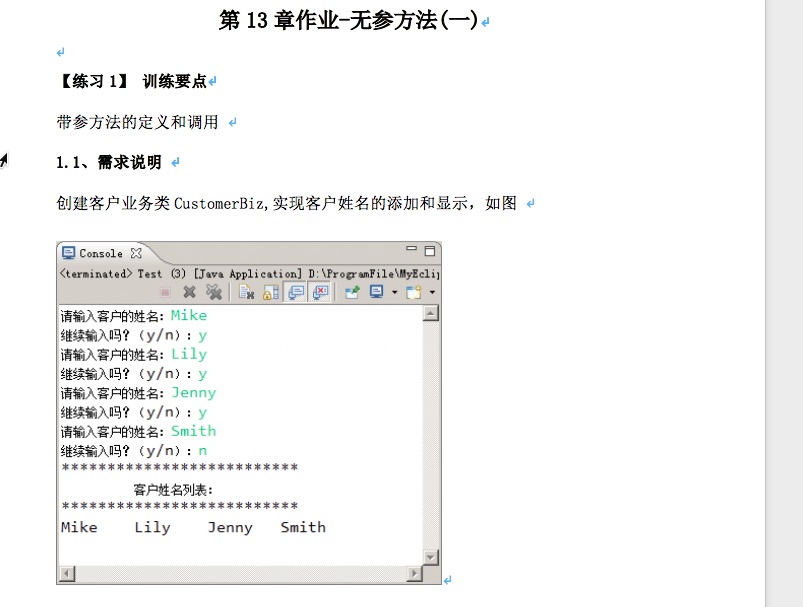 第 13 章作业-无参方法(一)
【练习 1】 训练要点
带参方法的定义和调用
1.1、需求说明
创建客户业务类 CustomerBiz,实现客户姓名的添加和显示，如图
Console
<terminated> Test (3) [Java Application] D:\ProgramFile\MyEclip
请输入客户的姓名: Mike
继续输入吗？（y/n）: y
请输入客户的姓名: Lily
继续输入吗？（y/n）: y
请输入客户的姓名: Jenny
继续输入吗？（y/n）: y
请输入客户的姓名: Smith
继续输入吗？（y/n）: n
**************************
客户姓名列表:
**************************
Mike Lily Jenny Smith